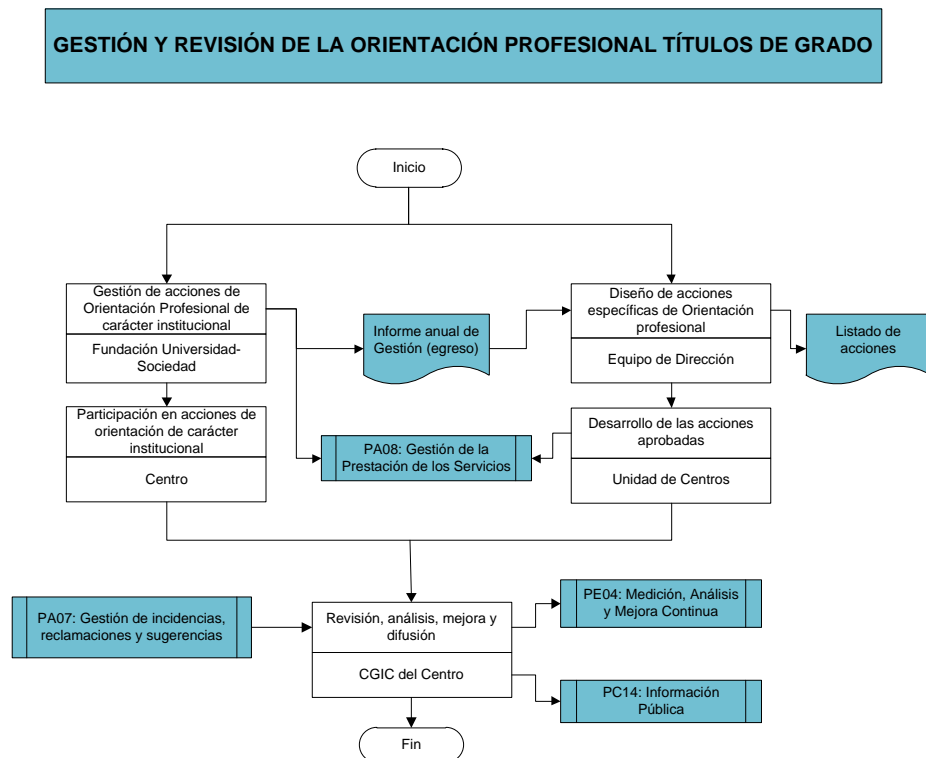 GESTIÓN Y REVISIÓN DE LA ORIENTACIÓN PROFESIONAL TÍTULOS DE GRADO
Inicio
Gestión de acciones de
Orientación Profesional de
carácter institucional
Fundación Universidad-
Sociedad
Informe anual de
Gestión (egreso)
Diseño de acciones
específicas de Orientación
profesional
Equipo de Dirección
Listado de
acciones
Participación en acciones de
orientación de carácter
institucional
Centro
PA08: Gestión de la
Prestación de los Servicios
Desarrollo de las acciones
aprobadas
Unidad de Centros
PA07: Gestión de incidencias,
reclamaciones y sugerencias
Revisión, análisis, mejora y
difusión
CGIC del Centro
PE04: Medición, Análisis
y Mejora Continua
PC14: Información
Pública
Fin